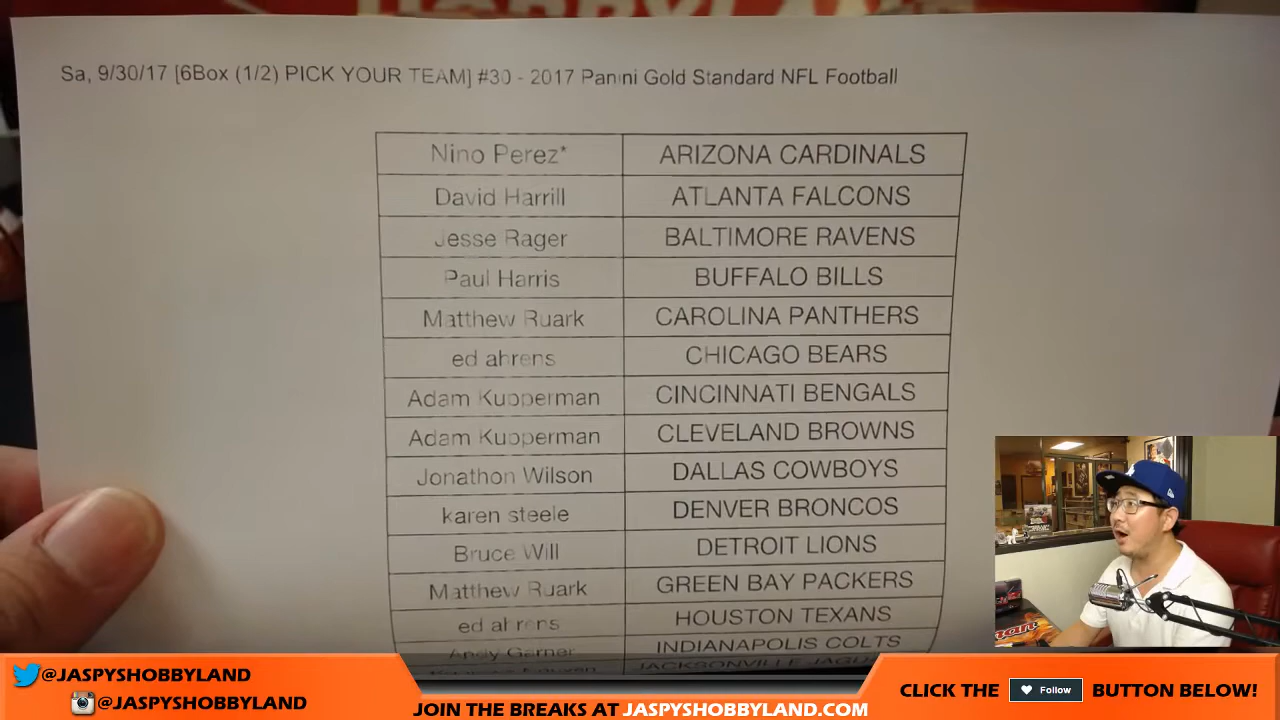 HOBBYLAND
Sa, 9/30/17 [6Box (1/2) PICK YOUR TEAM] #30 - 2017 Panini Gold Standard NFL Football
Nino Perez* ARIZONA CARDINALS
David Harrill ATLANTA FALCONS
Jesse Rager BALTIMORE RAVENS
Paul Harris BUFFALO BILLS
Matthew Ruark CAROLINA PANTHERS
ed ahrens CHICAGO BEARS
Adam Kupperman CINCINNATI BENGALS
Adam Kupperman CLEVELAND BROWNS
Jonathon Wilson DALLAS COWBOYS
karen steele DENVER BRONCOS
Bruce Will DETROIT LIONS
Matthew Ruark GREEN BAY PACKERS
ed ahrens HOUSTON TEXANS
Andy Garner INDIANAPOLIS COLTS
@JASPYSHOBBYLAND
@JASPYSHOBBYLAND
JOIN THE BREAKS AT JASPYSHOBBYLAND.COM
CLICK THE Follow BUTTON BELOW!